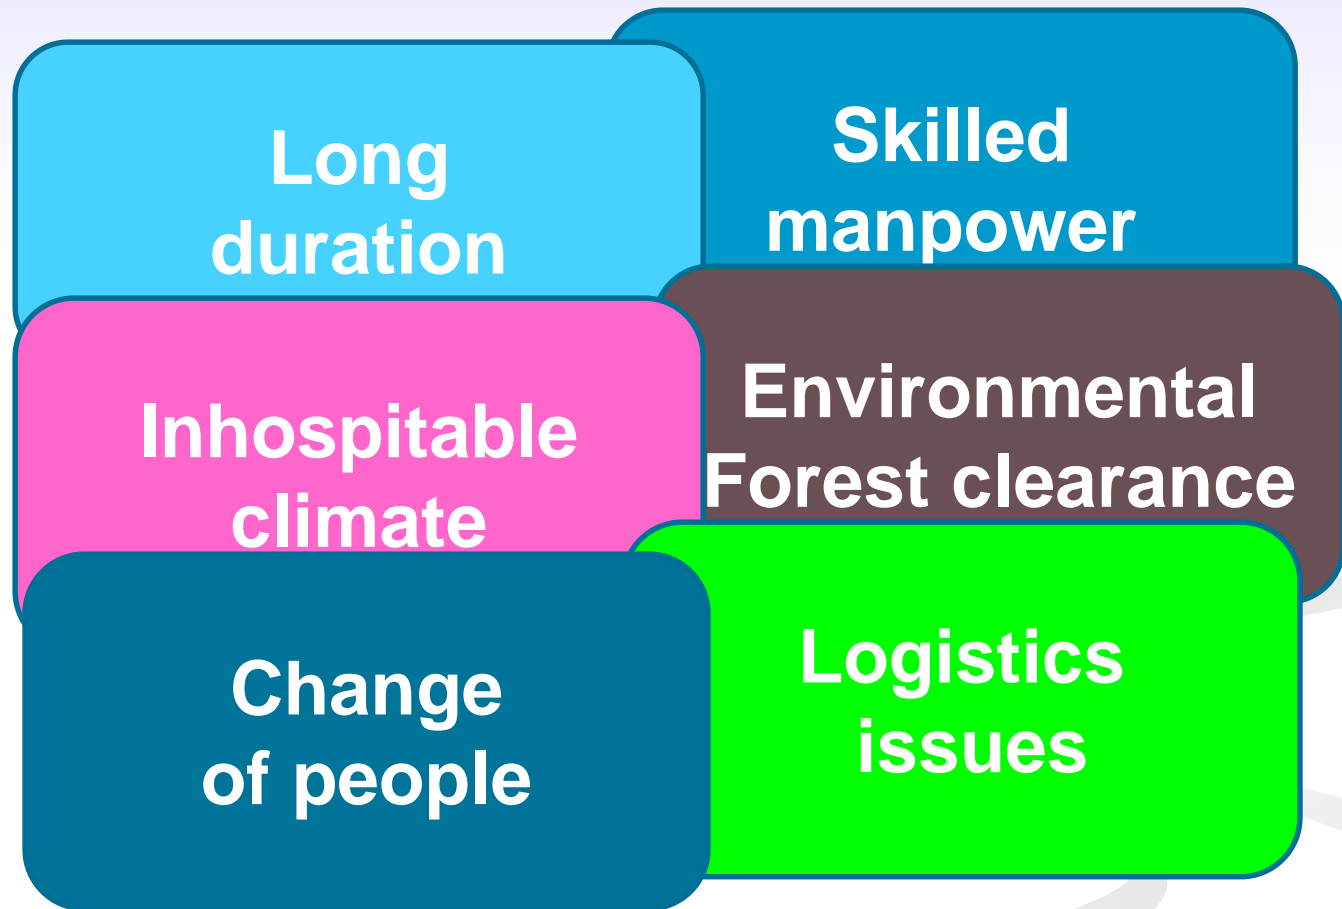 Long
duration
Skilled
manpower
Inhospitable
climate
Environmental
Forest clearance
Change
of people
Logistics
issues